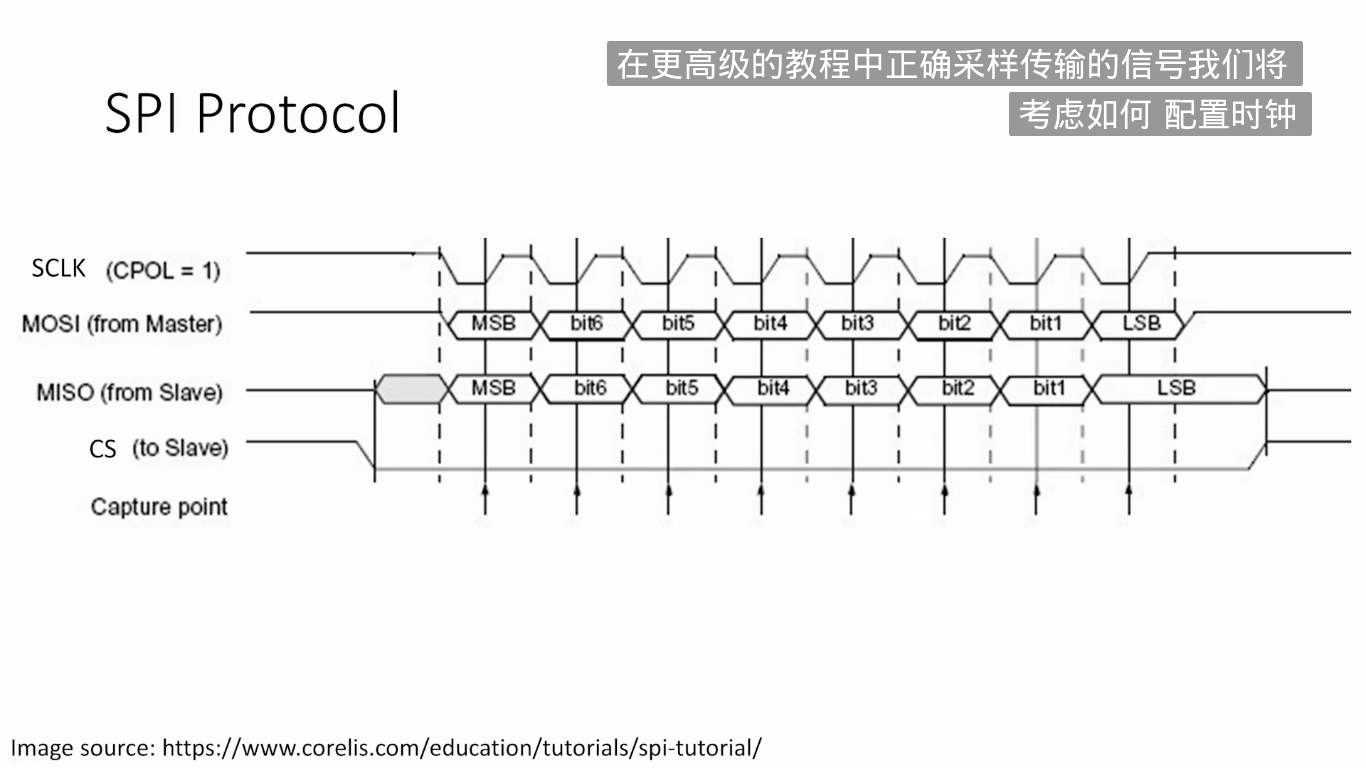 在更高级的教程中正确采样传输的信号我们将
考虑如何 配置时钟
SPI Protocol
SCLK (CPOL = 1)
MOSI (from Master) MSB bit6 bit5 bit4 bit3 bit2 bit1 LSB
MISO (from Slave) MSB bit6 bit5 bit4 bit3 bit2 bit1 LSB
CS (to Slave)
Capture point
Image source: https://www.corelis.com/education/tutorials/spi-tutorial/